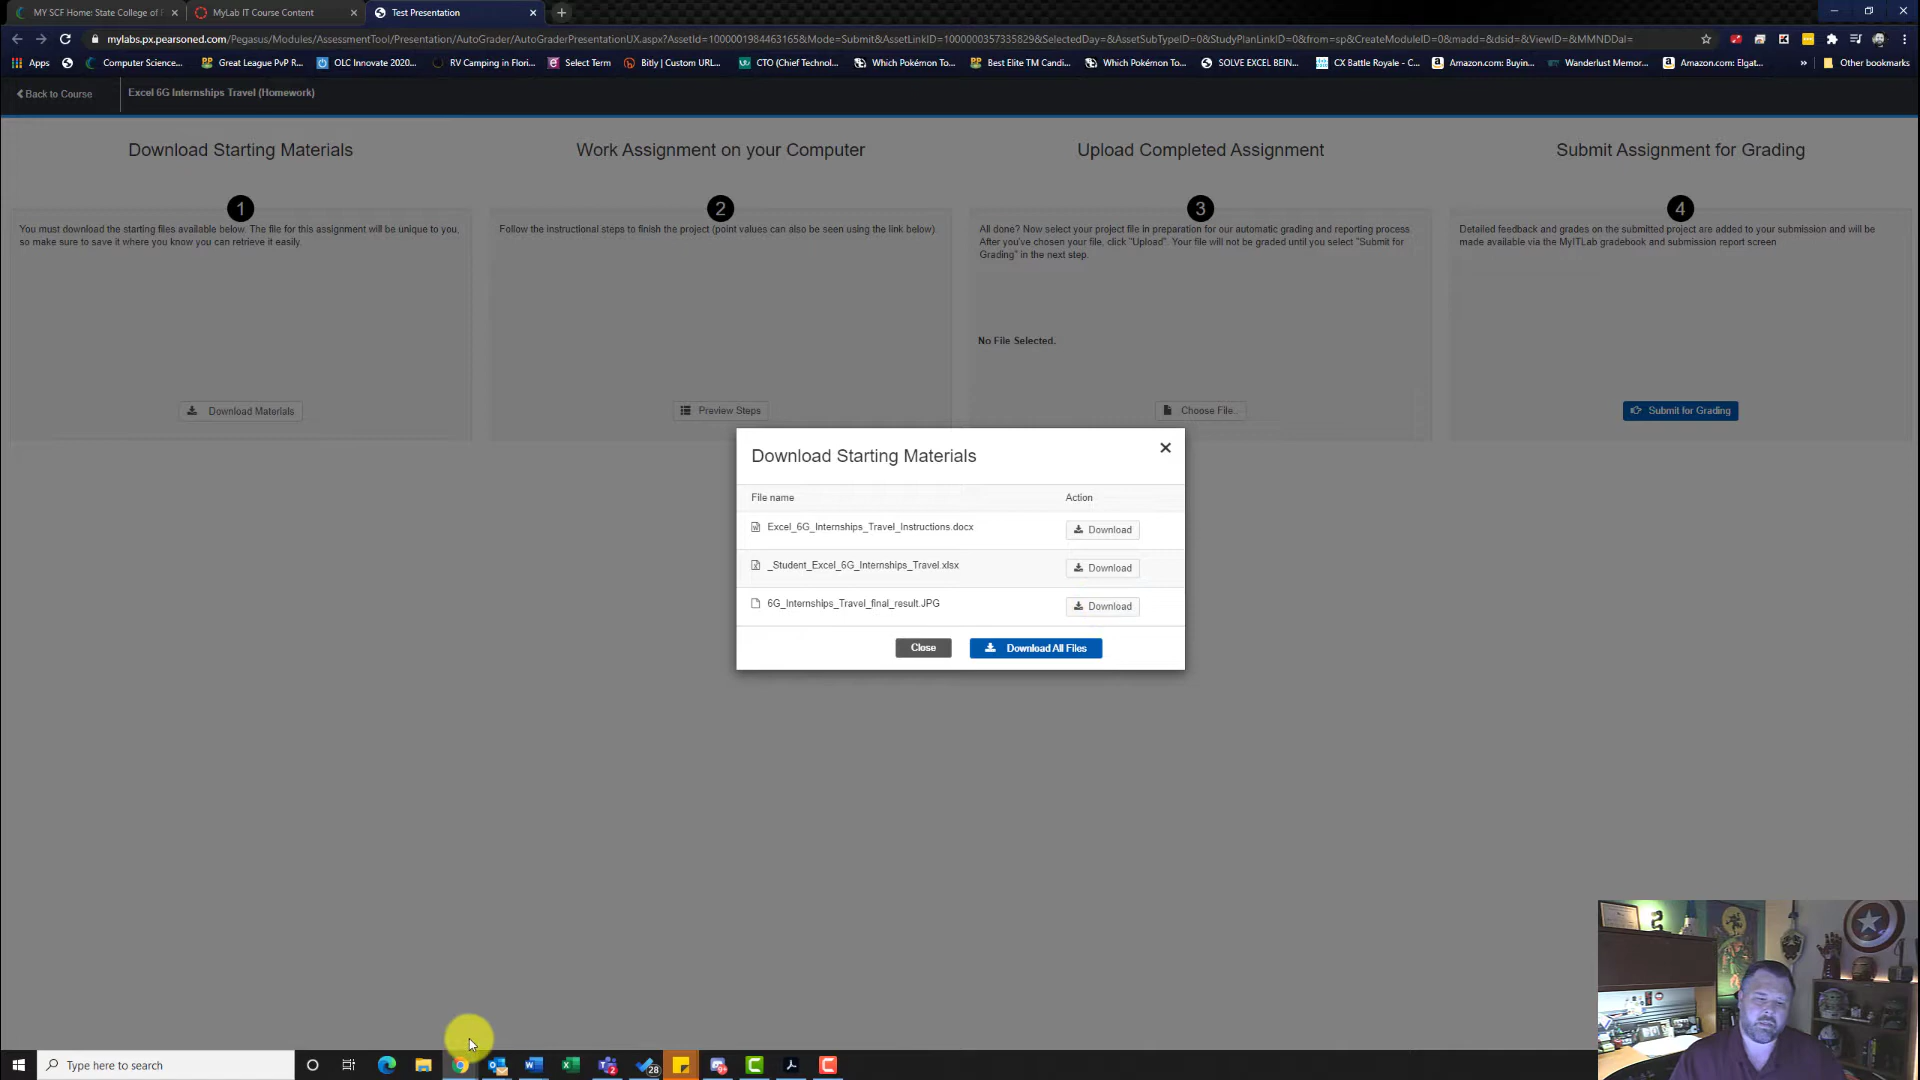 MY SCF Home: State College of F
MyLab IT Course Content
Test Presentation
mylabs.px.pearsoned.com/Pegasus/Modules/AssessmentTool/Presentation/AutoGrader/AutoGraderPresentationUX.aspx?AssetId=1000001984463165&Mode=Submit&AssetLinkID=1000000357335829&SelectedDay=&AssetSubTypeID=0&StudyPlanLinkID=0&from=sp&CreateModuleID=0&madd=&dsid=&ViewID=&MMNDDal=
Apps
Computer Science...
Great League PvP R...
OLC Innovate 2020...
RV Camping in Flori...
Select Term
Bitly | Custom URL...
CTO (Chief Technol...
Which Pokémon To...
Best Elite TM Candi...
Which Pokémon To...
SOLVE EXCEL BEIN...
CX Battle Royale - C...
Amazon.com: Buyin...
Wanderlust Memor...
Amazon.com: Elgat...
»
Other bookmarks
Back to Course
Excel 6G Internships Travel (Homework)
Download Starting Materials
Work Assignment on your Computer
Upload Completed Assignment
Submit Assignment for Grading
1
2
3
4
You must download the starting files available below. The file for this assignment will be unique to you,
so make sure to save it where you know you can retrieve it easily.
Follow the instructional steps to finish the project (point values can also be seen using the link below).
All done? Now select your project file in preparation for our automatic grading and reporting process.
After you've chosen your file, click "Upload". Your file will not be graded until you select "Submit for
Grading" in the next step.
Detailed feedback and grades on the submitted project are added to your submission and will be
made available via the MyITLab gradebook and submission report screen
No File Selected.
Download Materials
Preview Steps
Choose File..
Submit for Grading
Download Starting Materials
File name
Action
Excel_6G_Internships_Travel_Instructions.docx
Download
_Student_Excel_6G_Internships_Travel.xlsx
Download
6G_Internships_Travel_final_result.JPG
Download
Close
Download All Files
Type here to search
2
28